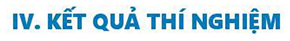 IV. KẾT QUẢ THÍ NGHIỆM